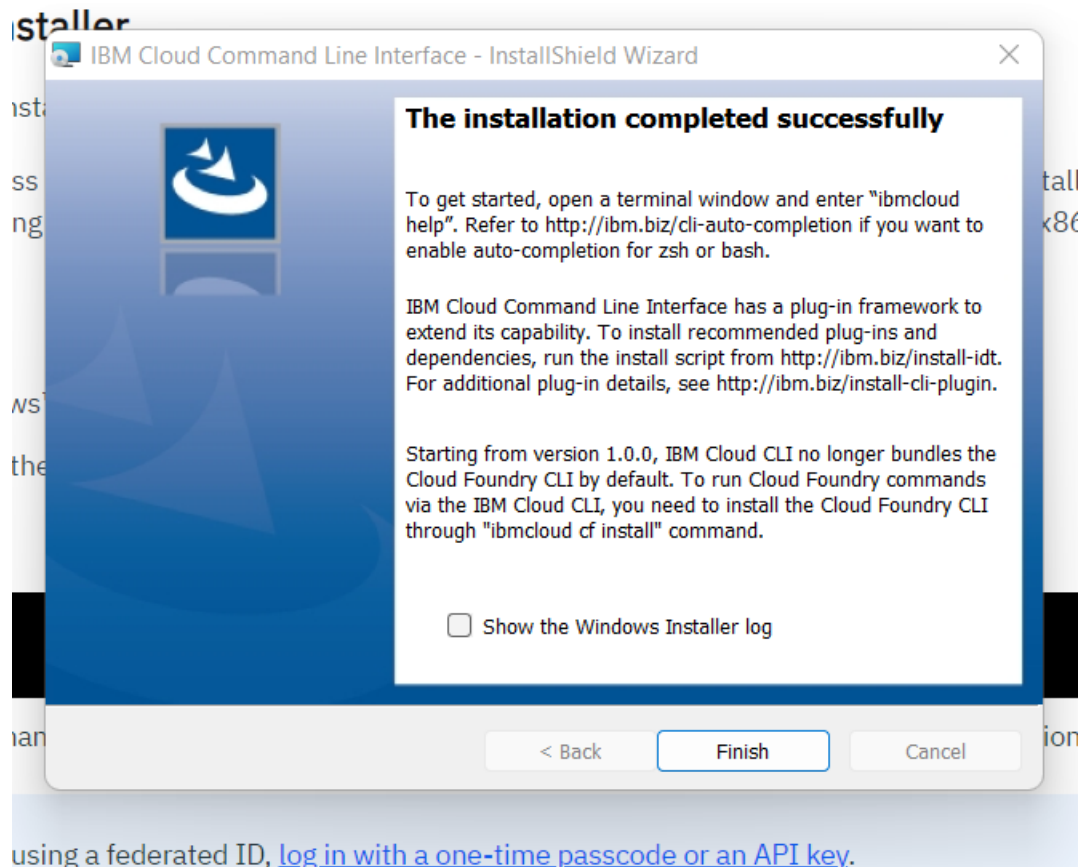 staller
IBM Cloud Command Line Interface - InstallShield Wizard
The installation completed successfully
To get started, open a terminal window and enter “ibmcloud
help”. Refer to http://ibm.biz/cli-auto-completion if you want to
enable auto-completion for zsh or bash.
IBM Cloud Command Line Interface has a plug-in framework to
extend its capability. To install recommended plug-ins and
dependencies, run the install script from http://ibm.biz/install-idt.
For additional plug-in details, see http://ibm.biz/install-cli-plugin.
Starting from version 1.0.0, IBM Cloud CLI no longer bundles the
Cloud Foundry CLI by default. To run Cloud Foundry commands
via the IBM Cloud CLI, you need to install the Cloud Foundry CLI
through "ibmcloud cf install" command.
Show the Windows Installer log
< Back
Finish
Cancel
using a federated ID, log in with a one-time passcode or an API key.